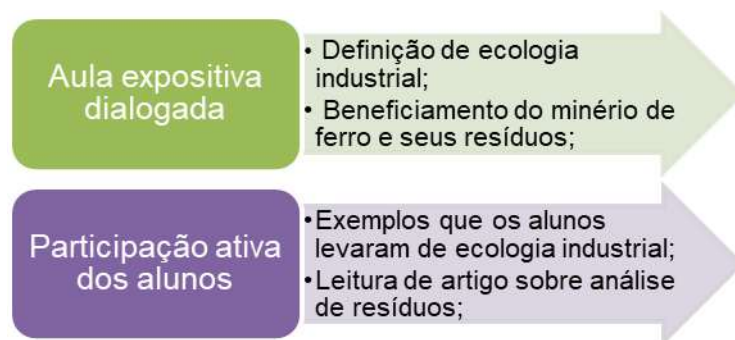 Aula expositiva
dialogada
• Definição de ecologia
industrial;
• Beneficiamento do minério de
ferro e seus resíduos;
Participação ativa
dos alunos
•Exemplos que os alunos
levaram de ecologia industrial;
•Leitura de artigo sobre análise
de resíduos;